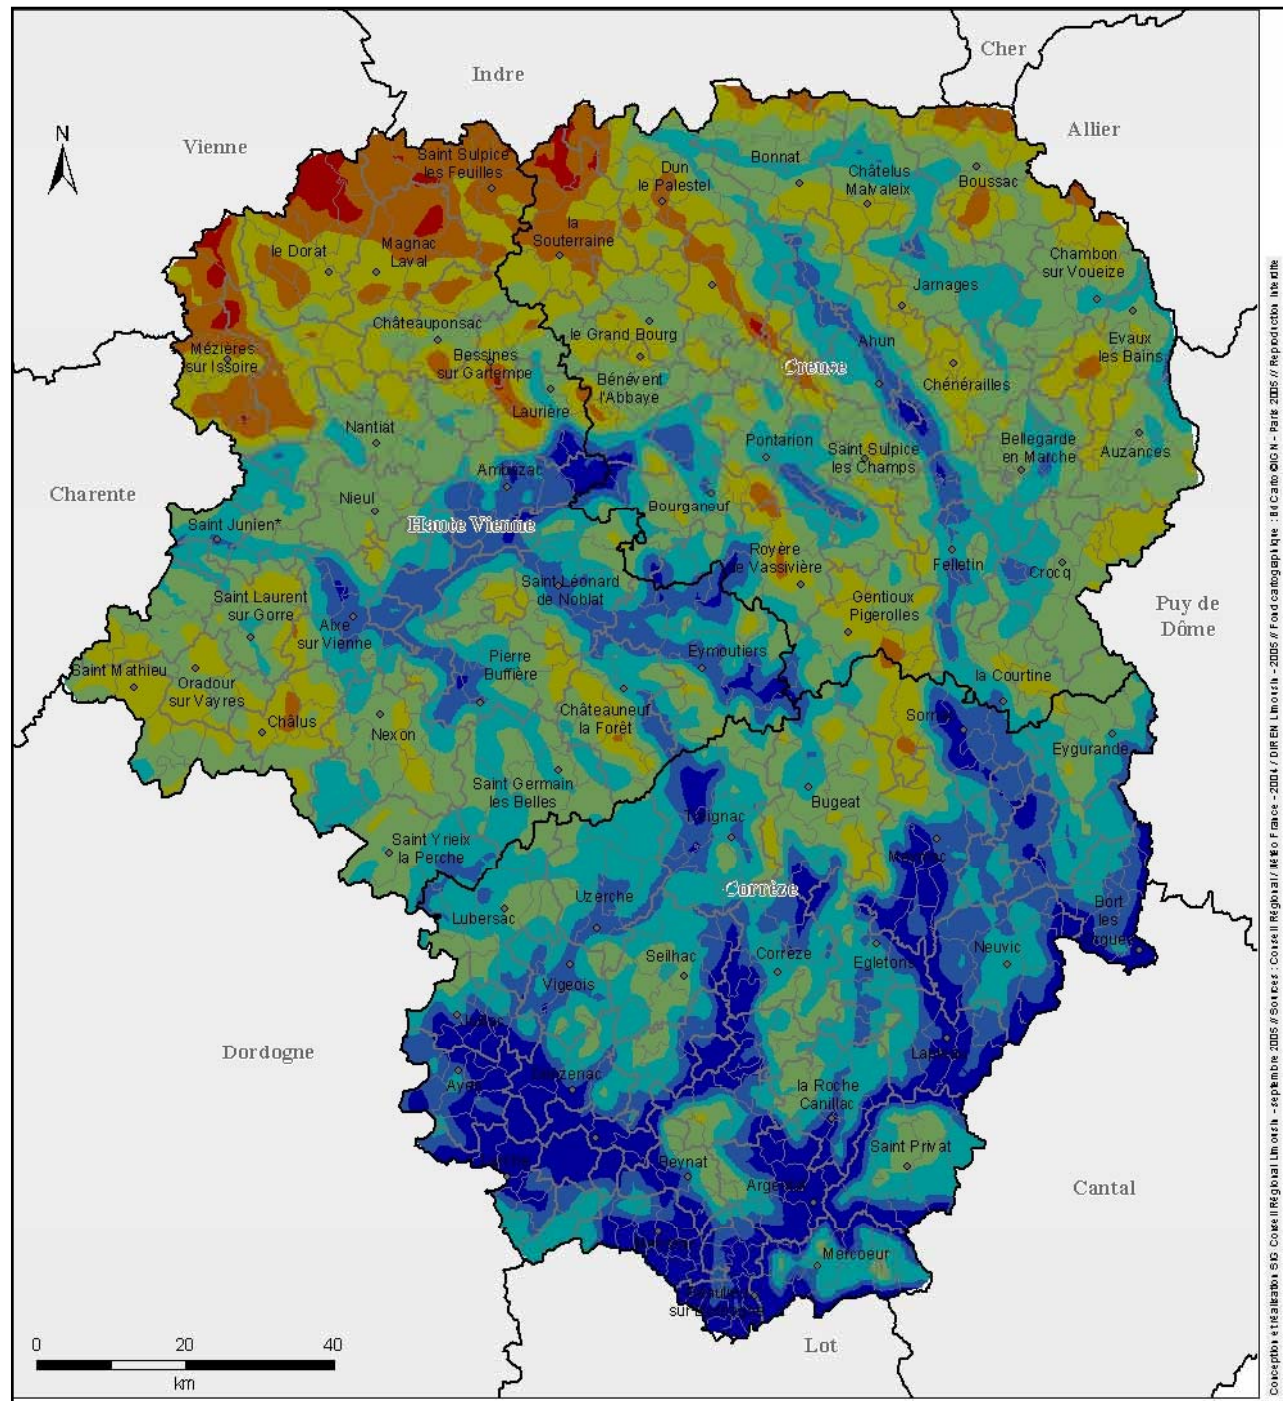 Cher
Indre
Allier
Vienne
N
Saint Sulpice
les Feuilles
Dun
le Palestel
Bonnat
Châtelus
Malvaleix
Boussac
la
Souterraine
le Dorat
Magnac
Laval
Chambon
sur Voueize
Jarnages
Châteauponsac
le Grand Bourg
Ahun
Evaux
les Bains
Mézières
sur Issoire
Bessines
sur Gartempe
Creuse
Chénérailles
Bénévent
l'Abbaye
Laurière
Nantiat
Pontarion
Saint Sulpice
les Champs
Bellegarde
en Marche
Auzances
Ambazac
Charente
Nieul
Bourganeuf
Saint Junien*
Haute Vienne
Royère
de Vassivière
Felletin
Crocq
Saint Léonard
de Noblat
Saint Laurent
sur Gorre
Gentioux
Pigerolles
Puy de
Dôme
Aixe
sur Vienne
Eymoutiers
Pierre
Buffière
Saint Mathieu
Oradour
sur Vayres
la Courtine
Châteauneuf
la Forêt
Châlus
Nexon
Eygurande
Saint Germain
les Belles
Bugeat
Saint Yrieix
la Perche
Corrèze
Uzerche
Lubersac
Bort
les
Seilhac
Corrèze
Egletons
Neuvic
Vigeois
Dordogne
la Roche
Canillac
Saint Privat
Beynat
Cantal
Mercoeur
Lot
0 20 40
km